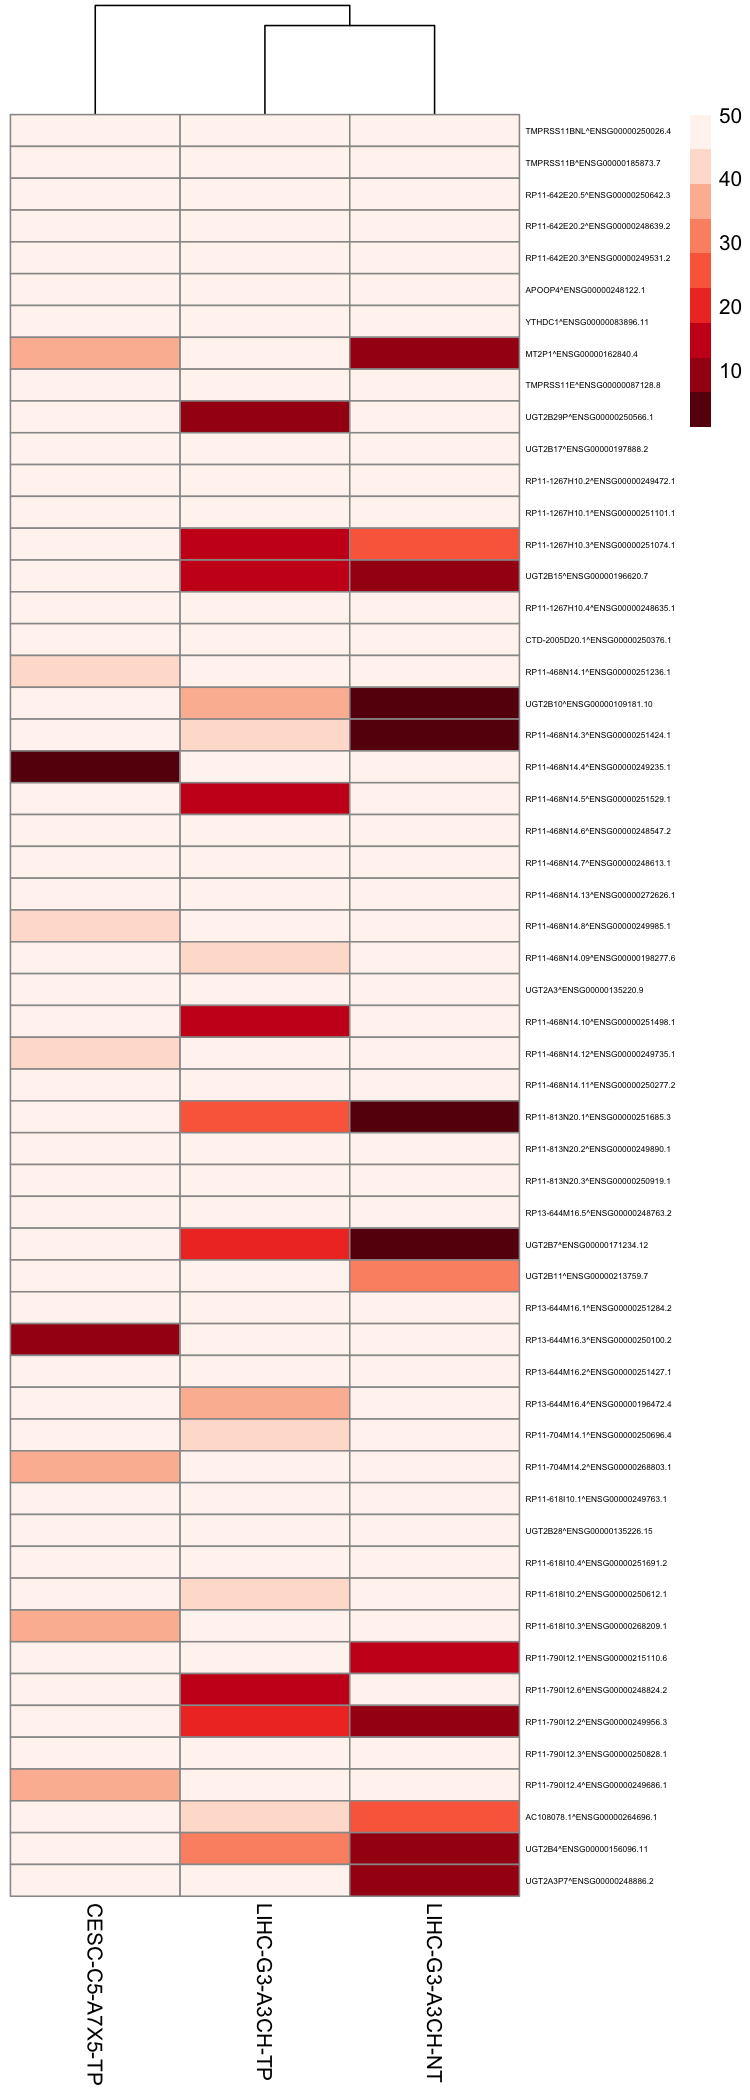 TMPRSS11BNL^ENSG00000250026.4
TMPRSS11B^ENSG00000185873.7
RP11-642E20.5^ENSG00000250642.3
RP11-642E20.2^ENSG00000248639.2
RP11-642E20.3^ENSG00000249531.2
APOOP4^ENSG00000248122.1
YTHDC1^ENSG00000083896.11
MT2P1^ENSG00000162840.4
TMPRSS11E^ENSG00000087128.8
UGT2B29P^ENSG00000250566.1
UGT2B17^ENSG00000197888.2
RP11-1267H10.2^ENSG00000249472.1
RP11-1267H10.1^ENSG00000251101.1
RP11-1267H10.3^ENSG00000251074.1
UGT2B15^ENSG00000196620.7
RP11-1267H10.4^ENSG00000248635.1
CTD-2005D20.1^ENSG00000250376.1
RP11-468N14.1^ENSG00000251236.1
UGT2B10^ENSG00000109181.10
RP11-468N14.3^ENSG00000251424.1
RP11-468N14.4^ENSG00000249235.1
RP11-468N14.5^ENSG00000251529.1
RP11-468N14.6^ENSG00000248547.2
RP11-468N14.7^ENSG00000248613.1
RP11-468N14.13^ENSG00000272626.1
RP11-468N14.8^ENSG00000249985.1
RP11-468N14.09^ENSG00000198277.6
UGT2A3^ENSG00000135220.9
RP11-468N14.10^ENSG00000251498.1
RP11-468N14.12^ENSG00000249735.1
RP11-468N14.11^ENSG00000250277.2
RP11-813N20.1^ENSG00000251685.3
RP11-813N20.2^ENSG00000249890.1
RP11-813N20.3^ENSG00000250919.1
RP13-644M16.5^ENSG00000248763.2
UGT2B7^ENSG00000171234.12
UGT2B11^ENSG00000213759.7
RP13-644M16.1^ENSG00000251284.2
RP13-644M16.3^ENSG00000250100.2
RP13-644M16.2^ENSG00000251427.1
RP13-644M16.4^ENSG00000196472.4
RP11-704M14.1^ENSG00000250696.4
RP11-704M14.2^ENSG00000268803.1
RP11-618I10.1^ENSG00000249763.1
UGT2B28^ENSG00000135226.15
RP11-618I10.4^ENSG00000251691.2
RP11-618I10.2^ENSG00000250612.1
RP11-618I10.3^ENSG00000268209.1
RP11-790I12.1^ENSG00000215110.6
RP11-790I12.6^ENSG00000248824.2
RP11-790I12.2^ENSG00000249956.3
RP11-790I12.3^ENSG00000250828.1
RP11-790I12.4^ENSG00000249686.1
AC108078.1^ENSG00000264696.1
UGT2B4^ENSG00000156096.11
UGT2A3P7^ENSG00000248886.2
50
40
30
20
10
CESC-C5-A7X5-TP
LIHC-G3-A3CH-TP
LIHC-G3-A3CH-NT